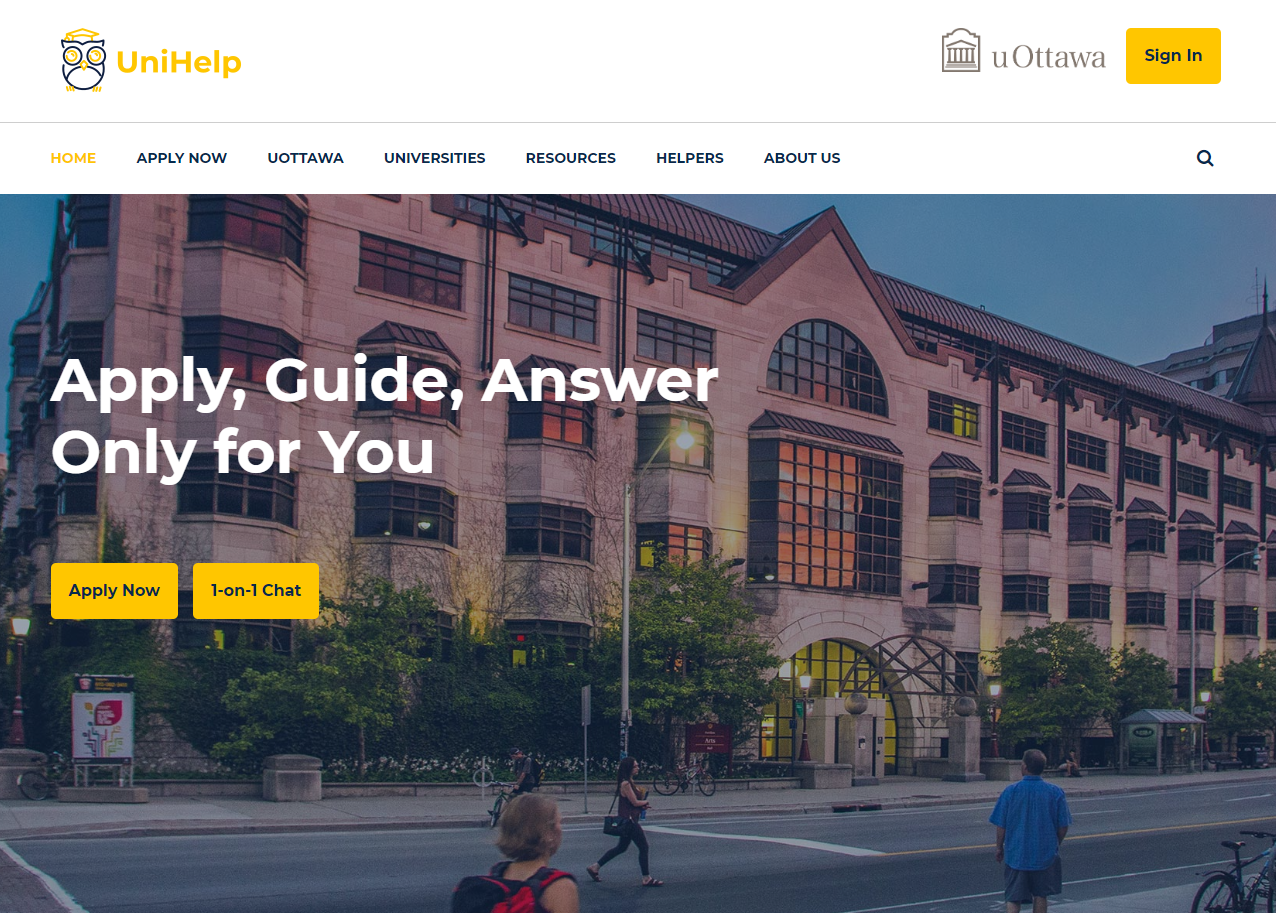 UniHelp
uOttawa
Sign In
HOME
APPLY NOW
UOTTAWA
UNIVERSITIES
RESOURCES
HELPERS
ABOUT US
Apply, Guide, Answer
Only for You
Apply Now
1-on-1 Chat
Arts